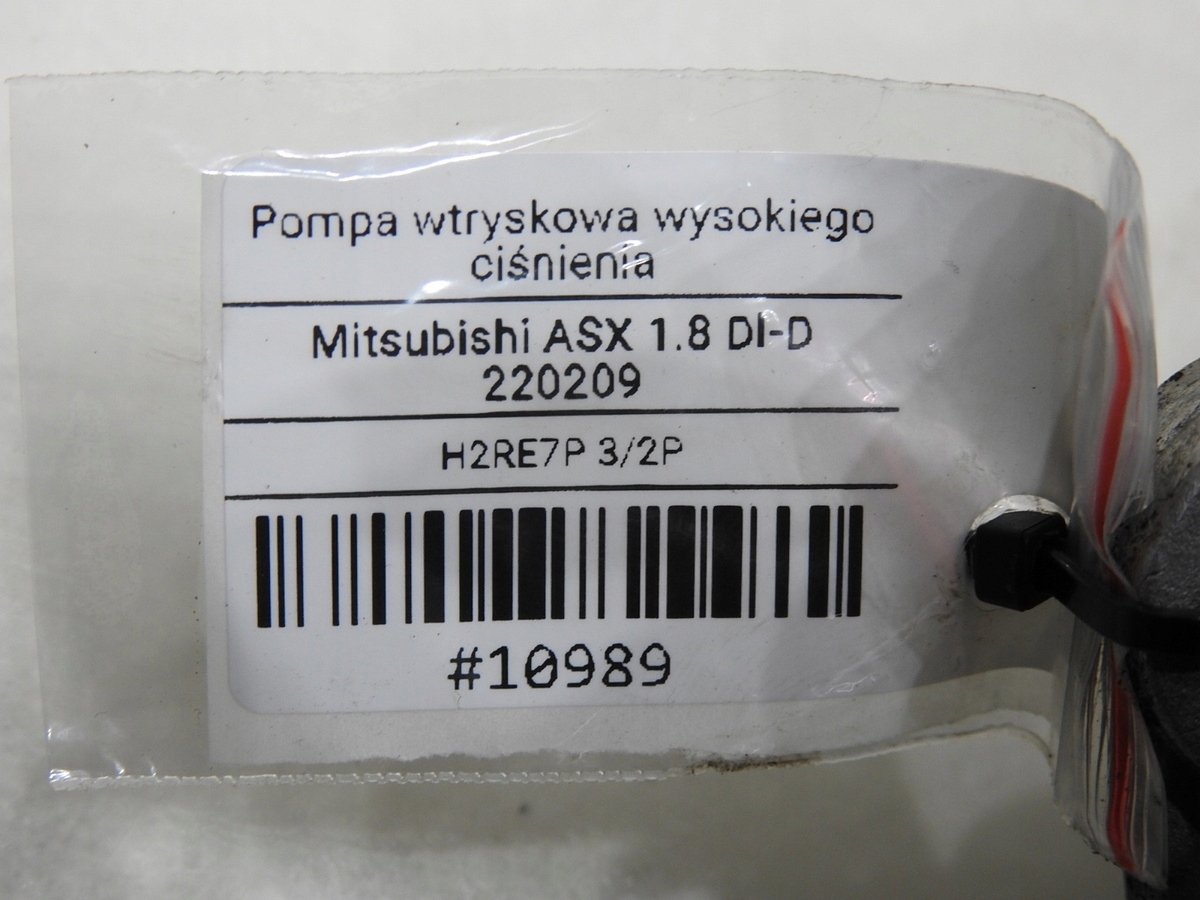 Pompa wtryskowa wysokiego
ciśnienia
Mitsubishi ASX 1.8 DI-D
220209
H2RE7P 3/2P
#10989